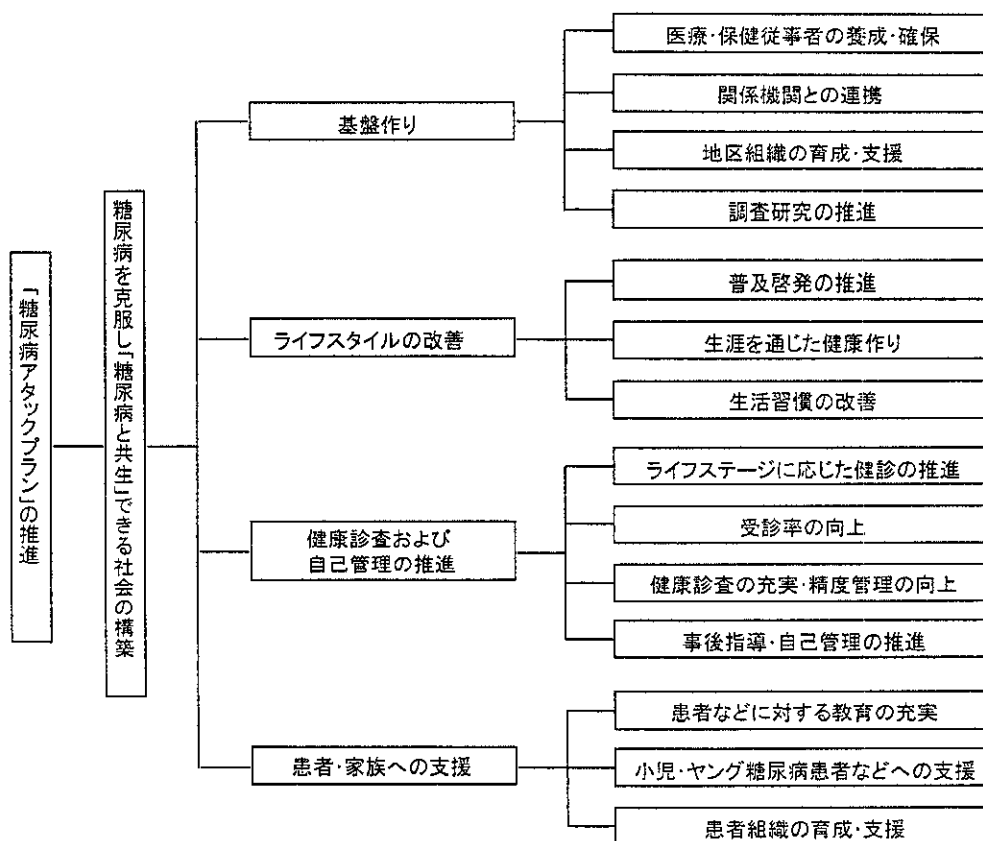 「糖尿病アタックプラン」の推進
糖尿病を克服し「糖尿病と共生」できる社会の構築
基盤作り
医療・保健従事者の養成・確保
関係機関との連携
地区組織の育成・支援
調査研究の推進
ライフスタイルの改善
普及啓発の推進
生涯を通じた健康作り
生活習慣の改善
健康診査および
自己管理の推進
ライフステージに応じた健診の推進
受診率の向上
健康診査の充実・精度管理の向上
事後指導・自己管理の推進
患者・家族への支援
患者などに対する教育の充実
小児・ヤング糖尿病患者などへの支援
患者組織の育成・支援